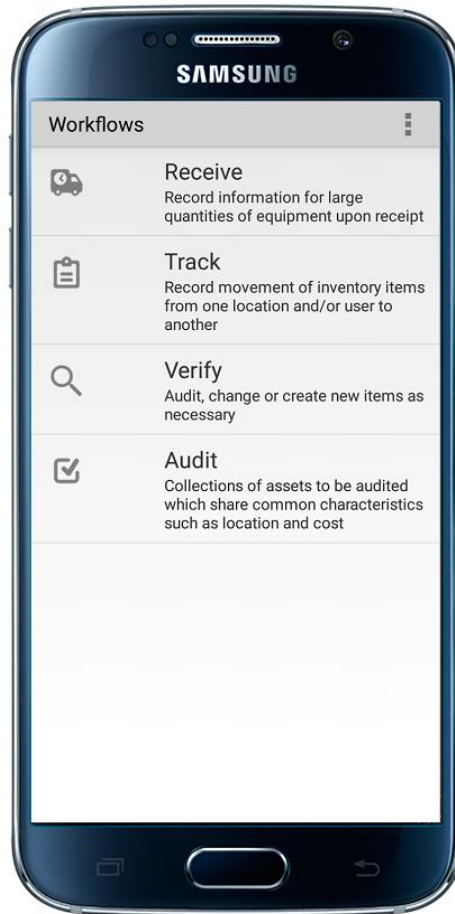 SAMSUNG
Workflows
Receive
Record information for large
quantities of equipment upon receipt
Track
Record movement of inventory items
from one location and/or user to
another
Verify
Audit, change or create new items as
necessary
Audit
Collections of assets to be audited
which share common characteristics
such as location and cost